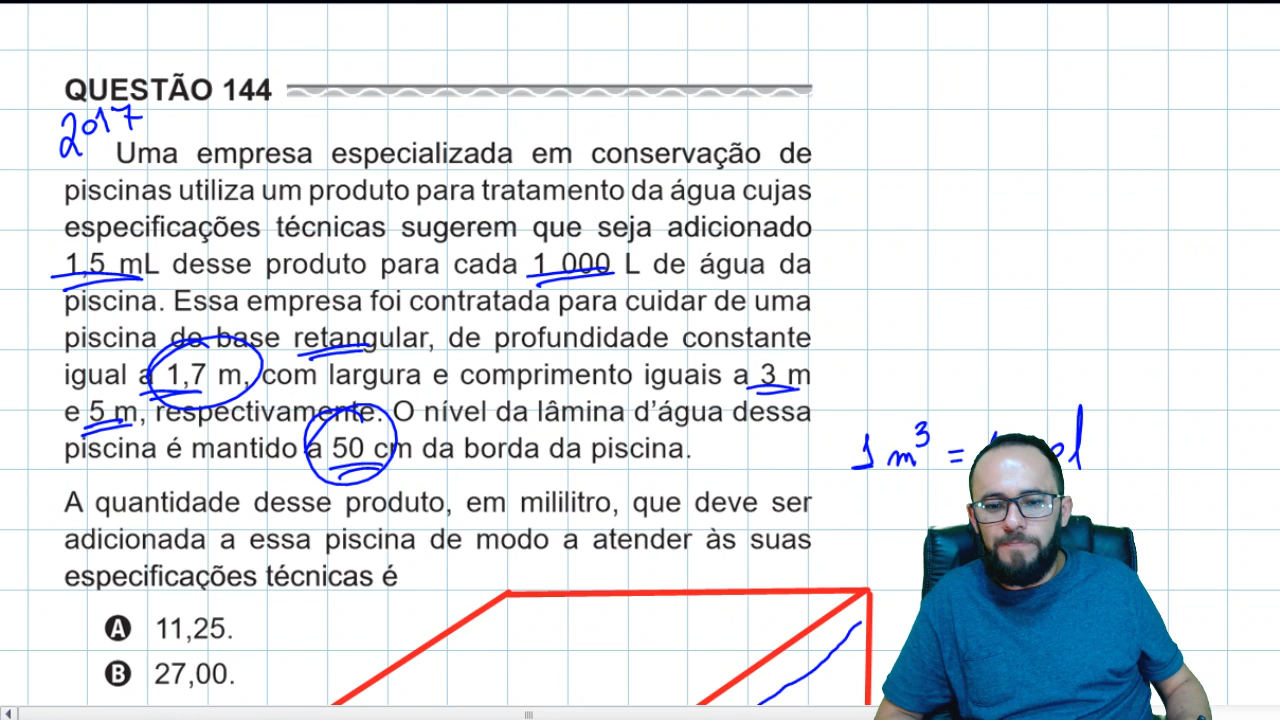 QUESTÃO 144
2017
Uma empresa especializada em conservação de
piscinas utiliza um produto para tratamento da água cujas
especificações técnicas sugerem que seja adicionado
1,5 mL desse produto para cada 1 000 L de água da
piscina. Essa empresa foi contratada para cuidar de uma
piscina de base retangular, de profundidade constante
igual a 1,7 m, com largura e comprimento iguais a 3 m
e 5 m, respectivamente. O nível da lâmina d’água dessa
piscina é mantido a 50 cm da borda da piscina.
1 m³ =
A quantidade desse produto, em mililitro, que deve ser
adicionada a essa piscina de modo a atender às suas
especificações técnicas é
A 11,25.
B 27,00.